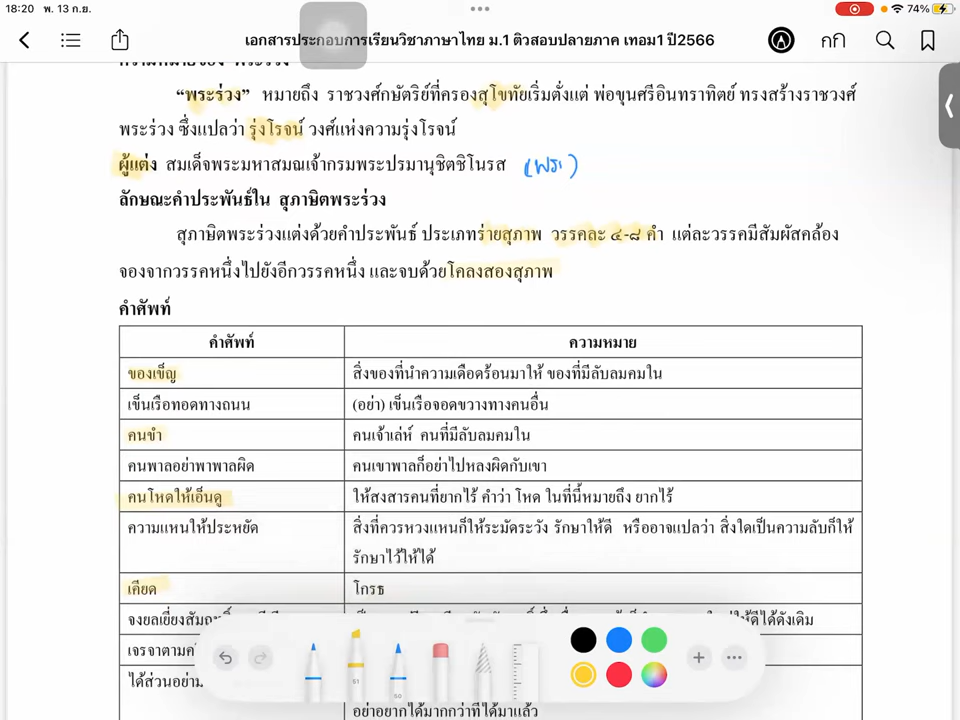 18:20 พ. 13 ก.ย.
74%
เอกสารประกอบการเรียนวิชาภาษาไทย ม.1 ติวสอบปลายภาค เทอม1 ปี2566
กกิ
ความหมายของ "พระร่วง"
“พระร่วง” หมายถึง ราชวงศ์กษัตริย์ที่ครองสุโขทัยเริ่มตั้งแต่ พ่อขุนศรีอินทราทิตย์ ทรงสร้างราชวงศ์
พระร่วง ซึ่งแปลว่า รุ่งโรจน์ วงศ์แห่งความรุ่งโรจน์
ผู้แต่ง สมเด็จพระมหาสมณเจ้ากรมพระปรมานุชิตชิโนรส (พระ)
ลักษณะคำประพันธ์ใน สุภาษิตพระร่วง
สุภาษิตพระร่วงแต่งด้วยคำประพันธ์ ประเภทร่ายสุภาพ วรรคละ ๔-๘ คำ แต่ละวรรคมีสัมผัสคล้อง
จองจากวรรคหนึ่งไปยังอีกวรรคหนึ่ง และจบด้วยโคลงสองสุภาพ
คำศัพท์
คำศัพท์ ความหมาย
ของเข็ญ สิ่งของที่นำความเดือดร้อนมาให้ ของที่มีลับลมคมใน
เข็นเรือทอดทางถนน (อย่า) เข็นเรือจอดขวางทางคนอื่น
คนขำ คนเจ้าเล่ห์ คนที่มีลับลมคมใน
คนพาลอย่าพาพาลผิด คนเขาพาลก็อย่าไปหลงผิดกับเขา
คนโหดให้เอ็นดู ให้สงสารคนที่ยากไร้ คำว่า โหด ในที่นี้หมายถึง ยากไร้
ความแหนให้ประหยัด สิ่งที่ควรหวงแหนก็ให้ระมัดระวัง รักษาให้ดี หรืออาจแปลว่า สิ่งใดเป็นความลับก็ให้
รักษาไว้ให้ได้
เคียด โกรธ
จงยลเยี่ยงสัม ให้ดีได้ดังเดิม
เจรจาตาม
ได้ส่วนอย่าม
อย่าอยากได้มากกว่าที่ได้มาแล้ว
51
50